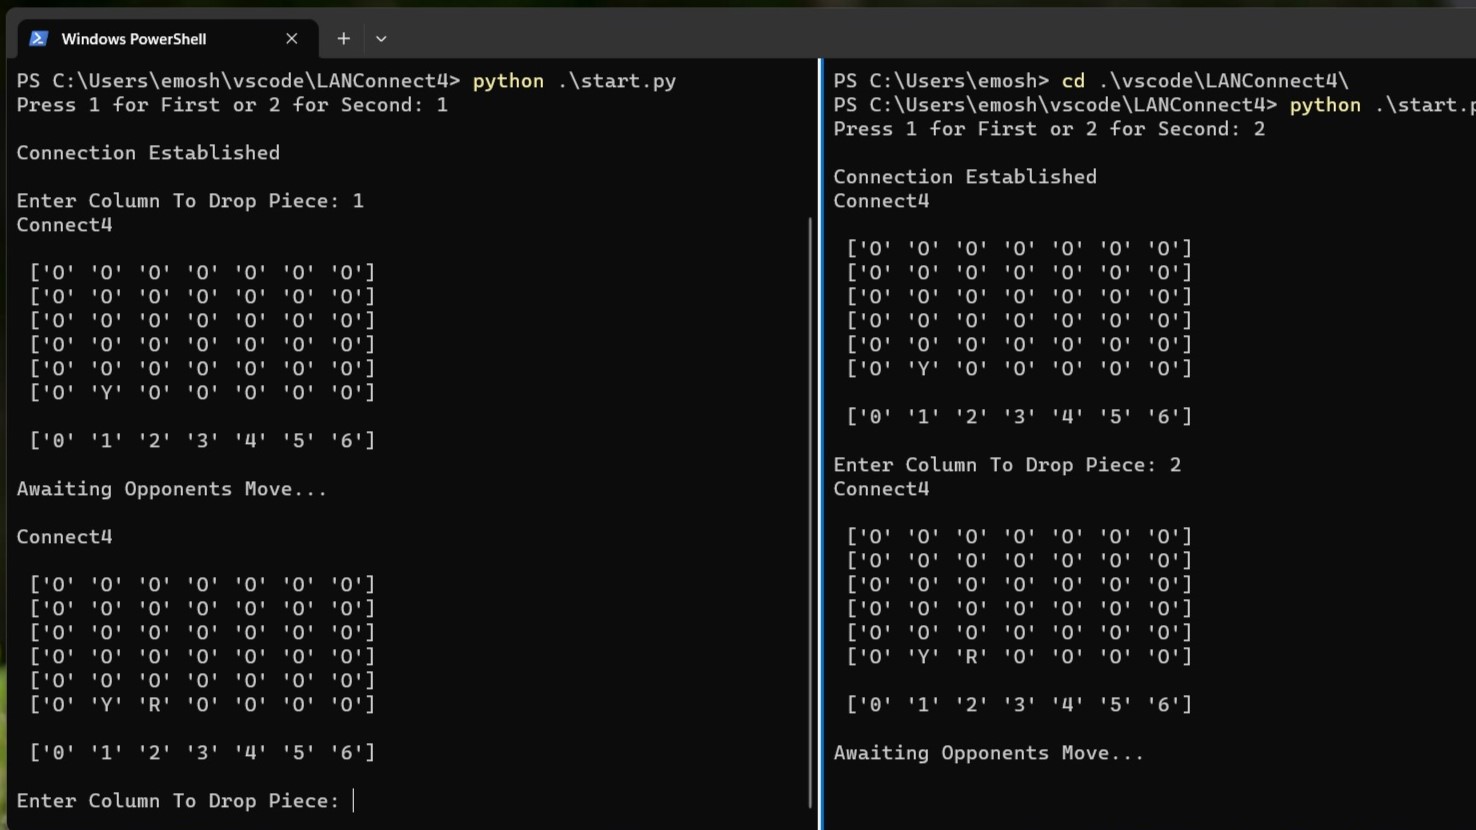 Windows PowerShell
PS C:\Users\emosh\vscode\LANConnect4> python .\start.py
Press 1 for First or 2 for Second: 1
Connection Established
Enter Column To Drop Piece: 1
Connect4
['O' 'O' 'O' 'O' 'O' 'O' 'O']
['O' 'O' 'O' 'O' 'O' 'O' 'O']
['O' 'O' 'O' 'O' 'O' 'O' 'O']
['O' 'O' 'O' 'O' 'O' 'O' 'O']
['O' 'O' 'O' 'O' 'O' 'O' 'O']
['O' 'Y' 'O' 'O' 'O' 'O' 'O']
['0' '1' '2' '3' '4' '5' '6']
Awaiting Opponents Move...
Connect4
['O' 'O' 'O' 'O' 'O' 'O' 'O']
['O' 'O' 'O' 'O' 'O' 'O' 'O']
['O' 'O' 'O' 'O' 'O' 'O' 'O']
['O' 'O' 'O' 'O' 'O' 'O' 'O']
['O' 'O' 'O' 'O' 'O' 'O' 'O']
['O' 'Y' 'R' 'O' 'O' 'O' 'O']
['0' '1' '2' '3' '4' '5' '6']
Enter Column To Drop Piece:
PS C:\Users\emosh> cd .\vscode\LANConnect4\
PS C:\Users\emosh\vscode\LANConnect4> python .\start.p
Press 1 for First or 2 for Second: 2
Connection Established
Connect4
['O' 'O' 'O' 'O' 'O' 'O' 'O']
['O' 'O' 'O' 'O' 'O' 'O' 'O']
['O' 'O' 'O' 'O' 'O' 'O' 'O']
['O' 'O' 'O' 'O' 'O' 'O' 'O']
['O' 'O' 'O' 'O' 'O' 'O' 'O']
['O' 'Y' 'O' 'O' 'O' 'O' 'O']
['0' '1' '2' '3' '4' '5' '6']
Enter Column To Drop Piece: 2
Connect4
['O' 'O' 'O' 'O' 'O' 'O' 'O']
['O' 'O' 'O' 'O' 'O' 'O' 'O']
['O' 'O' 'O' 'O' 'O' 'O' 'O']
['O' 'O' 'O' 'O' 'O' 'O' 'O']
['O' 'O' 'O' 'O' 'O' 'O' 'O']
['O' 'Y' 'R' 'O' 'O' 'O' 'O']
['0' '1' '2' '3' '4' '5' '6']
Awaiting Opponents Move...